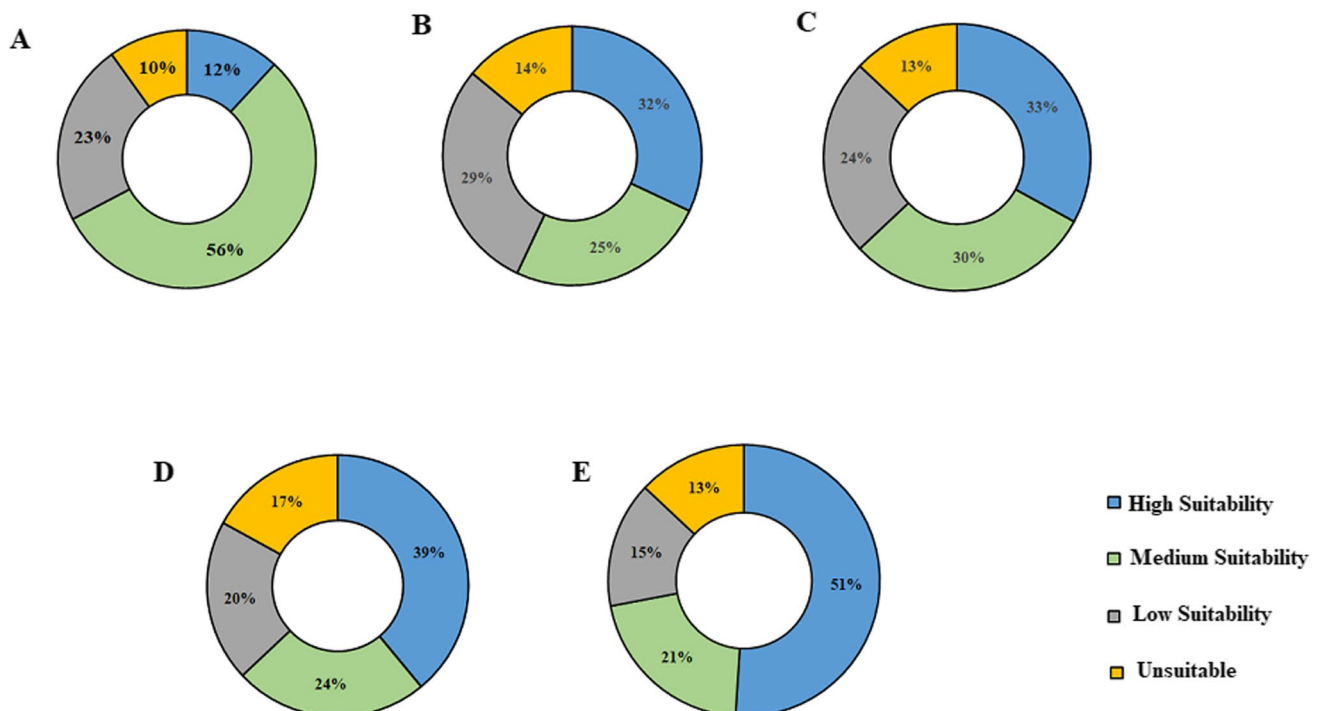 A
10%
12%
23%
56%
B
14%
32%
29%
25%
C
13%
33%
24%
30%
D
17%
39%
20%
24%
E
13%
51%
15%
21%
High Suitability
Medium Suitability
Low Suitability
Unsuitable